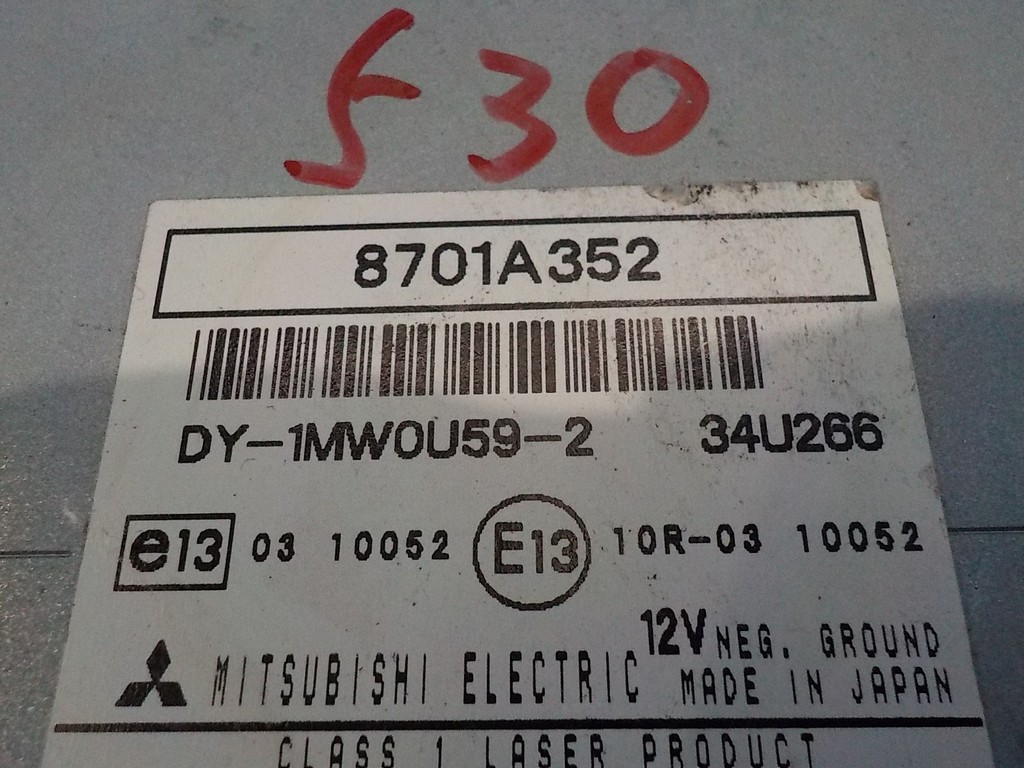 530
8701A352
DY-1MW0U59-2 34U266
e13 03 10052 E13 10R-03 10052
12V NEG. GROUND
MITSUBISHI ELECTRIC MADE IN JAPAN
CLASS 1 LASER PRODUCT